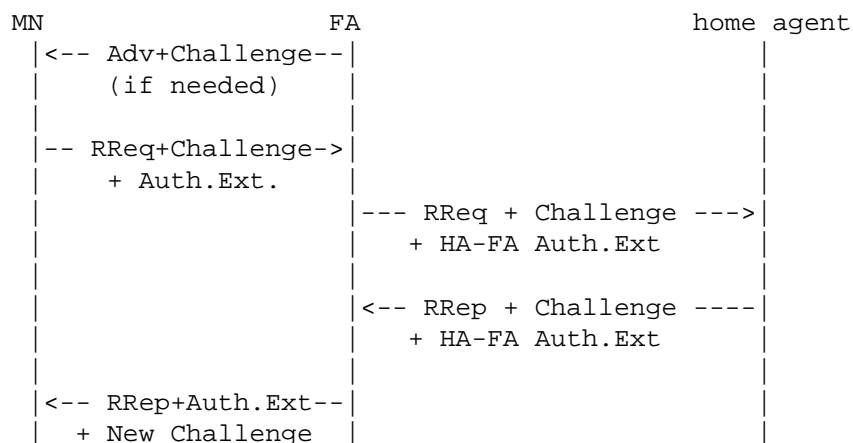 MN                       FA                          home agent
 |<-- Adv+Challenge--|                              |
 |     (if needed)     |                              |
 |                       |                              |
 |-- RReq+Challenge->|                              |
 |     + Auth.Ext.     |                              |
 |                       |--- RReq + Challenge --->|
 |                       |   + HA-FA Auth.Ext      |
 |                       |                              |
 |                       |<-- RRep + Challenge ----|
 |                       |   + HA-FA Auth.Ext      |
 |                       |                              |
 |<-- RRep+Auth.Ext--|                              |
 |   + New Challenge   |                              |